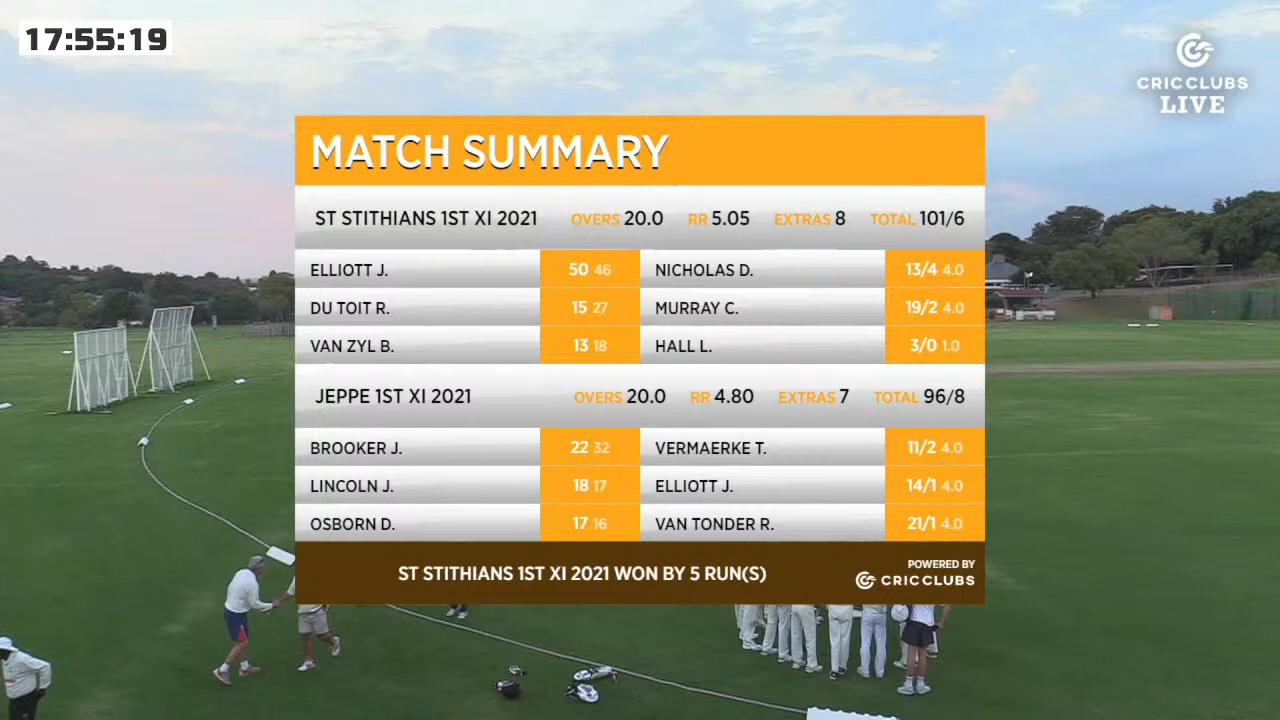 17:55:19
CRICCLUBS
LIVE
MATCH SUMMARY
ST STITHIANS 1ST XI 2021 OVERS 20.0 RR 5.05 EXTRAS 8 TOTAL 101/6
ELLIOTT J. 50 46 NICHOLAS D. 13/4 4.0
DU TOIT R. 15 27 MURRAY C. 19/2 4.0
VAN ZYL B. 13 18 HALL L. 3/0 1.0
JEPPE 1ST XI 2021 OVERS 20.0 RR 4.80 EXTRAS 7 TOTAL 96/8
BROOKER J. 22 32 VERMAERKE T. 11/2 4.0
LINCOLN J. 18 17 ELLIOTT J. 14/1 4.0
OSBORN D. 17 16 VAN TONDER R. 21/1 4.0
ST STITHIANS 1ST XI 2021 WON BY 5 RUN(S)
POWERED BY
CRICCLUBS